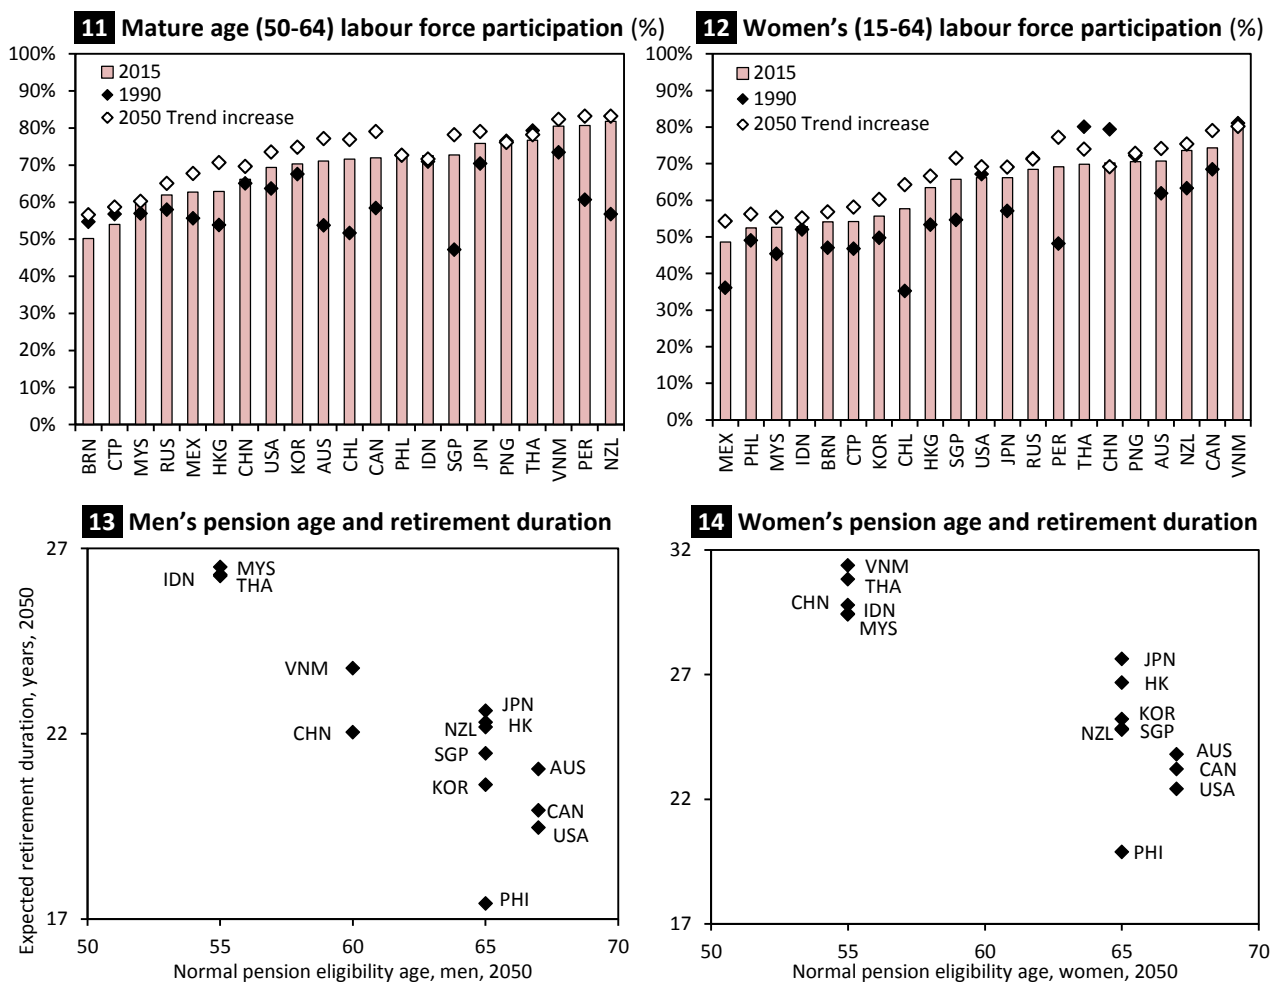 11 Mature age (50-64) labour force participation (%)
100%
90%
80%
70%
60%
50%
40%
30%
20%
10%
0%
2015
1990
2050 Trend increase
BRN CTP MYS RUS MEX HKG CHN USA KOR AUS CHL CAN PHL IDN SGP JPN PNG THA VNM PER NZL
12 Women's (15-64) labour force participation (%)
100%
90%
80%
70%
60%
50%
40%
30%
20%
10%
0%
2015
1990
2050 Trend increase
MEX PHL MYS IDN BRN CTP KOR CHL HKG SGP USA JPN RUS PER THA CHN PNG AUS NZL CAN VNM
13 Men's pension age and retirement duration
Expected retirement duration, years, 2050
27
22
17
MYS
IDN
THA
VNM
CHN
JPN
NZL HK
SGP
KOR
AUS
CAN
USA
PHI
50 55 60 65 70
Normal pension eligibility age, men, 2050
14 Women's pension age and retirement duration
32
27
22
17
VNM
THA
CHN IDN
MYS
JPN
HK
KOR
NZL SGP
AUS
CAN
USA
PHI
50 55 60 65 70
Normal pension eligibility age, women, 2050